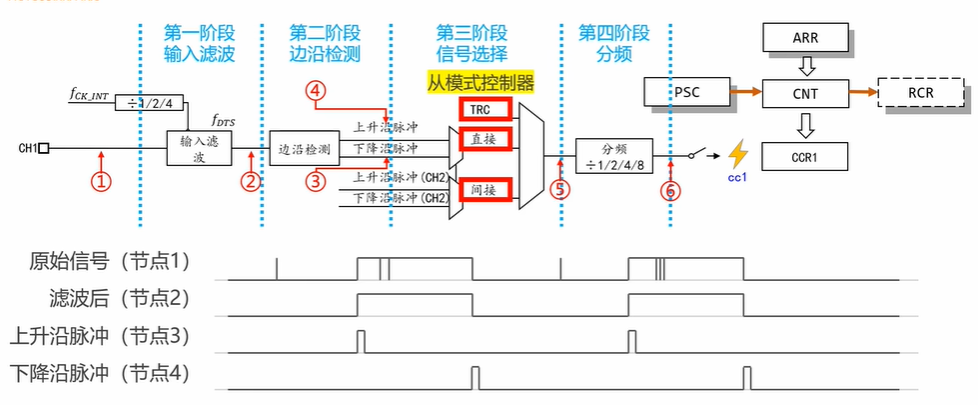 第一阶段
输入滤波
第二阶段
边沿检测
第三阶段
信号选择
第四阶段
分频
从模式控制器
ARR
PSC
CNT
RCR
CCR1
fCK_INT
÷1/2/4
fDTS
CH1
输入滤
波
边沿检测
④
上升沿脉冲
下降沿脉冲
上升沿脉冲(CH2)
下降沿脉冲(CH2)
TRC
直接
间接
分频
÷1/2/4/8
cc1
①
②
③
⑤
⑥
原始信号（节点1）
滤波后（节点2）
上升沿脉冲（节点3）
下降沿脉冲（节点4）